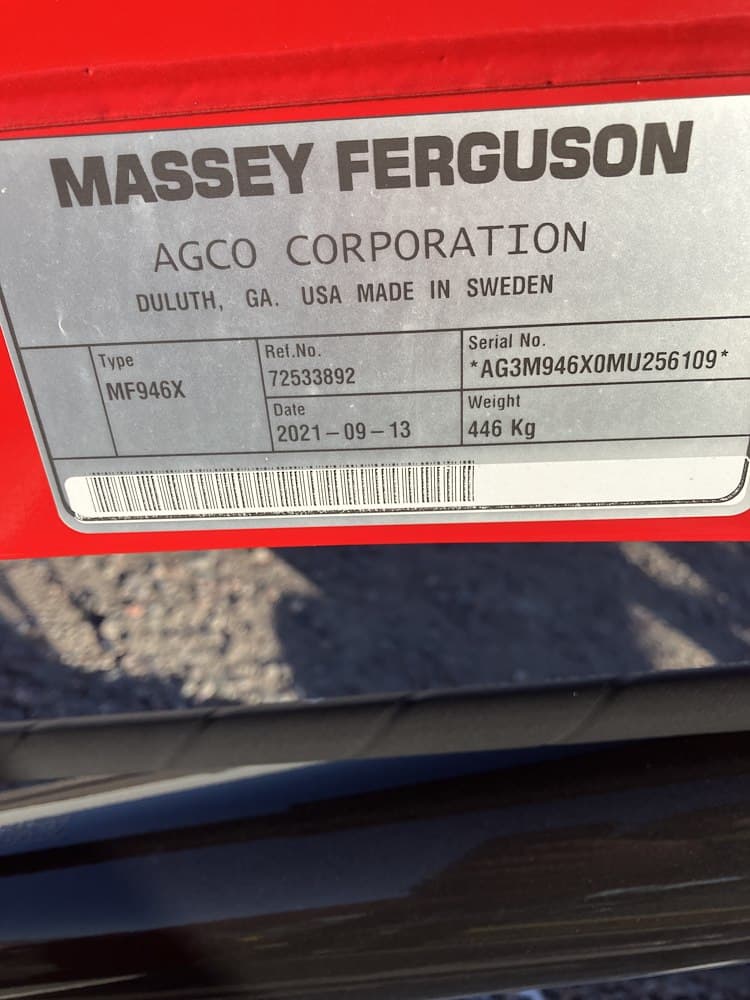 MASSEY FERGUSON
AGCO CORPORATION
DULUTH, GA. USA MADE IN SWEDEN
Type
MF946X
Ref.No.
72533892
Serial No.
*AG3M946X0MU256109*
Date
2021-09-13
Weight
446 Kg